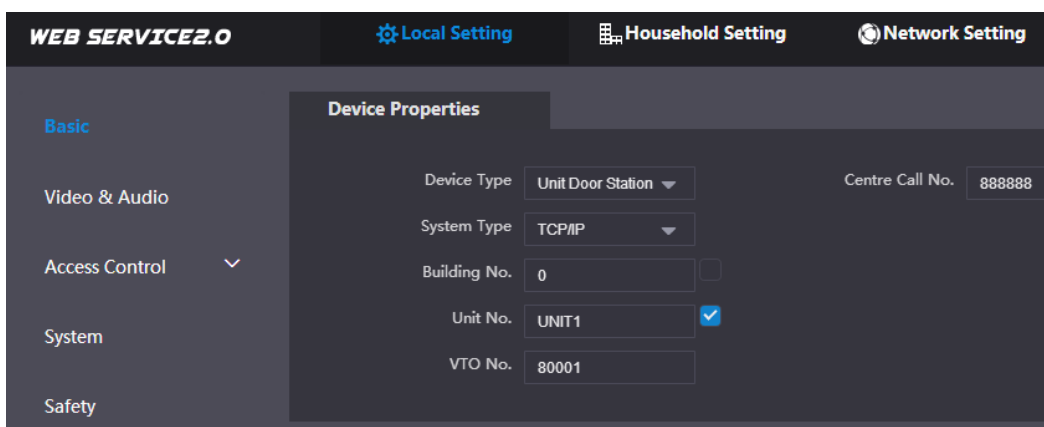 WEB SERVICE2.0
Local Setting
Household Setting
Network Setting
Basic
Video & Audio
Access Control
System
Safety
Device Properties
Device Type Unit Door Station
Centre Call No. 888888
System Type TCP/IP
Building No. 0
Unit No. UNIT1
VTO No. 80001